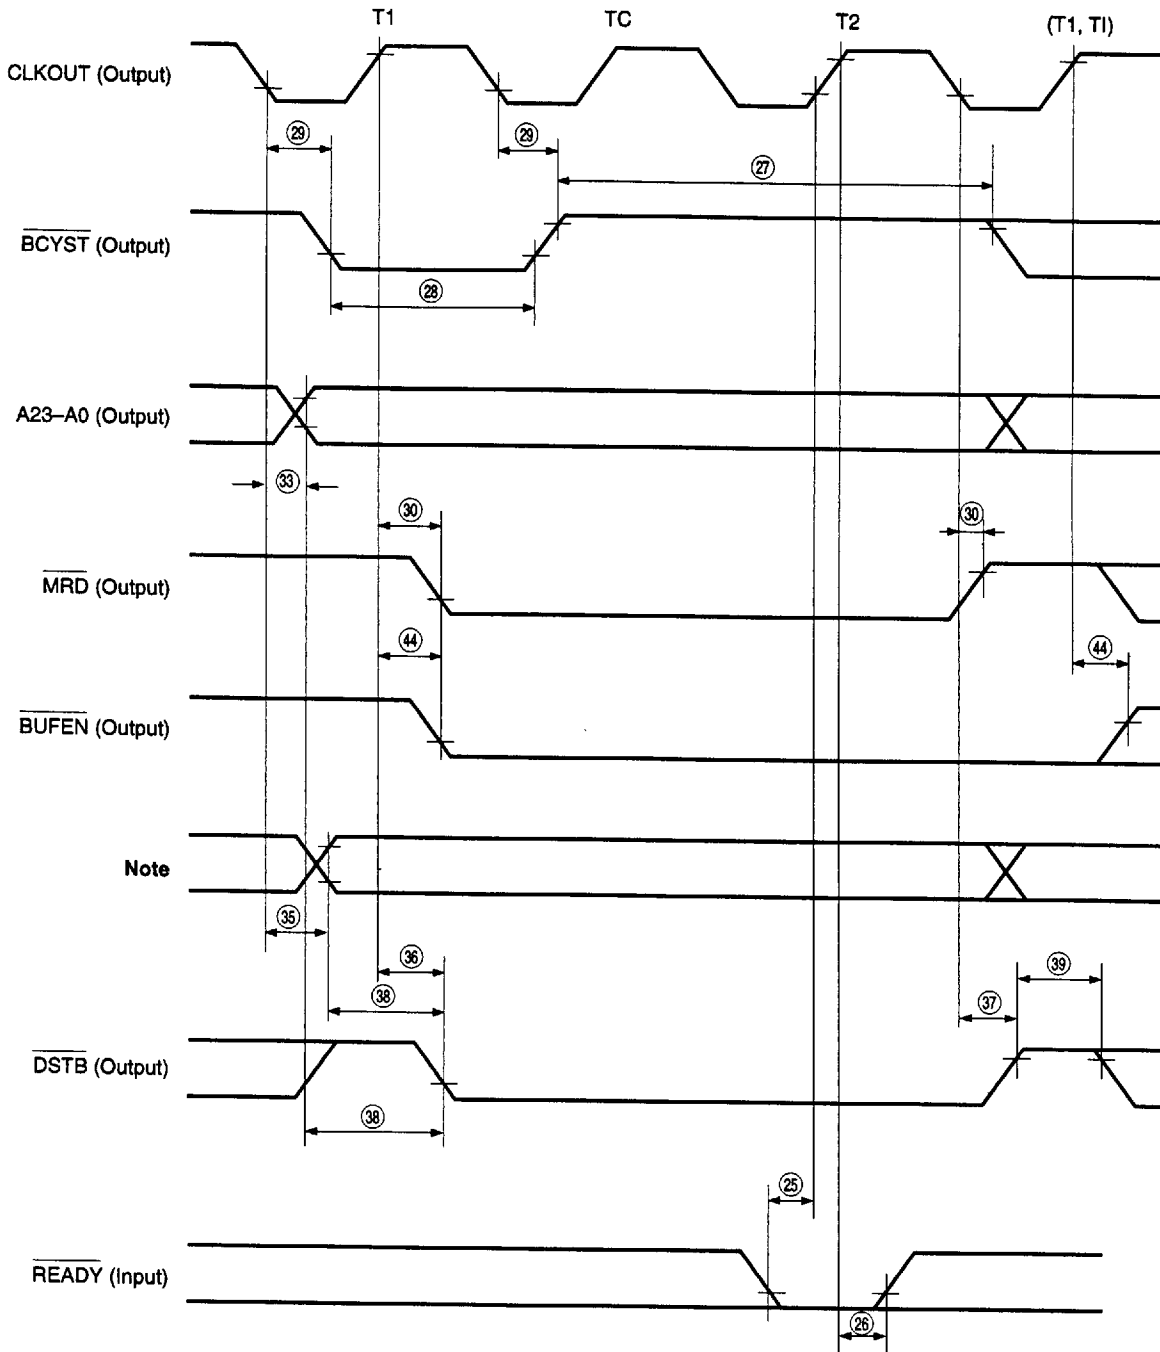 T1 TC T2 (T1, TI)
CLKOUT (Output)
29 29
27
BCYST (Output)
28
A23–A0 (Output)
33
30 30
MRD (Output)
44 44
BUFEN (Output)
Note
35
36 39
38 37
DSTB (Output)
38
25
READY (Input)
26